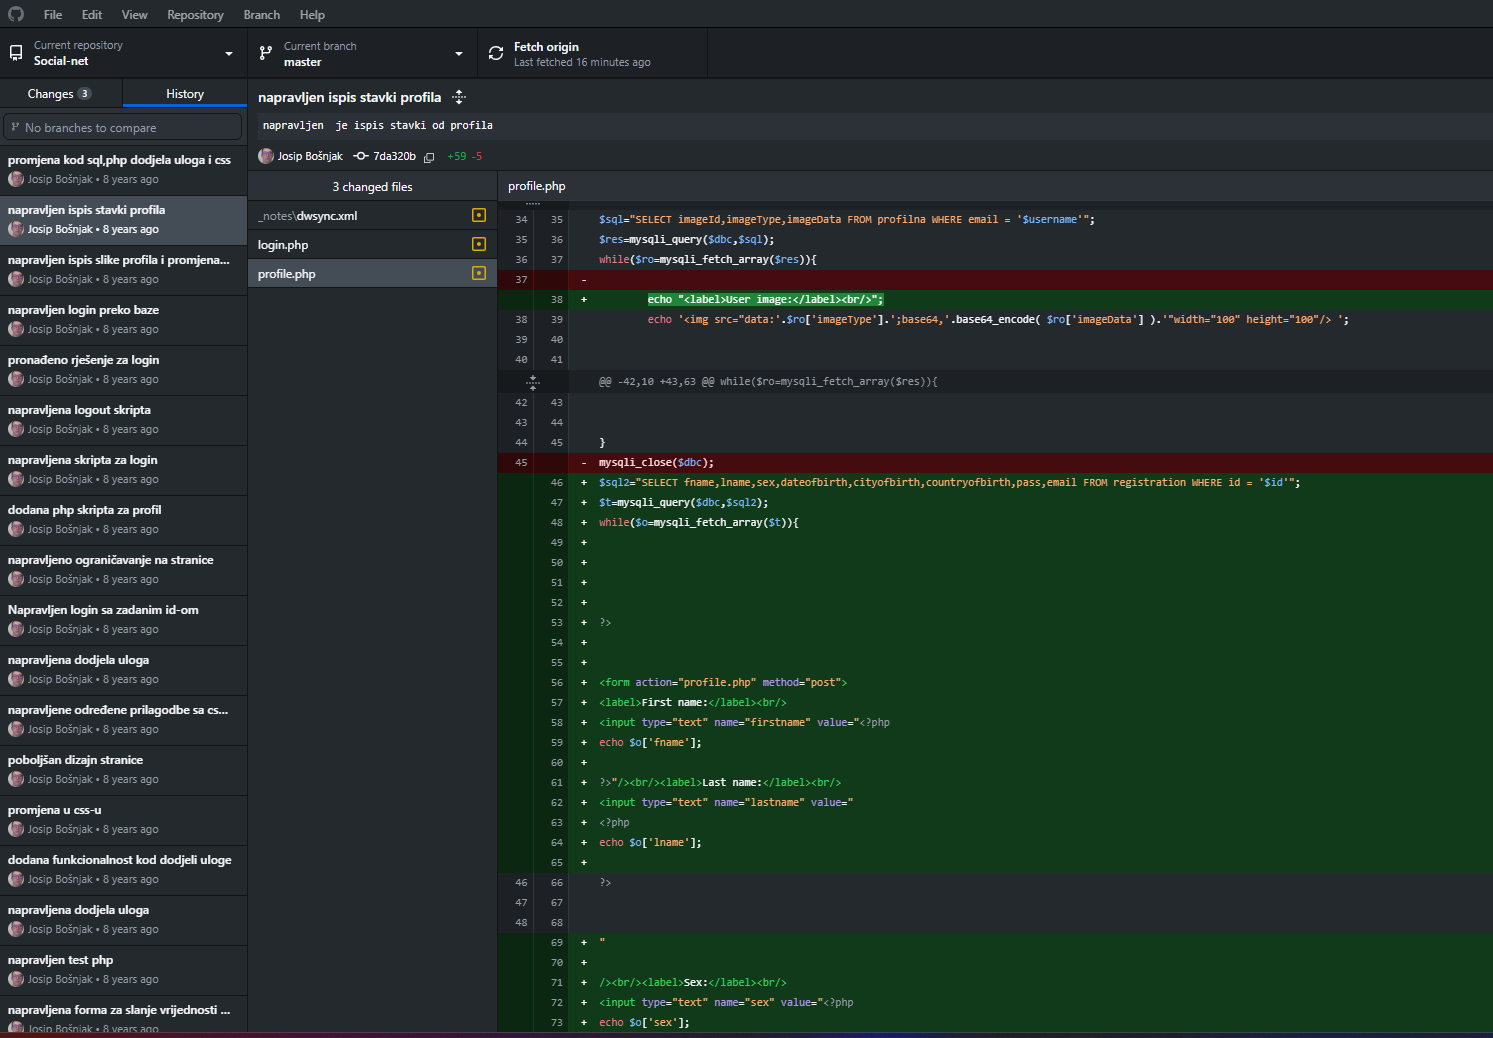 File Edit View Repository Branch Help
Current repository
Social-net
Current branch
master
Fetch origin
Last fetched 16 minutes ago
Changes 3
History
No branches to compare
promjena kod sql,php dodjela uloga i css
Josip Bošnjak • 8 years ago
napravljen ispis stavki profila
Josip Bošnjak • 8 years ago
napravljen ispis slike profila i promjena...
Josip Bošnjak • 8 years ago
napravljen login preko baze
Josip Bošnjak • 8 years ago
pronađeno rješenje za login
Josip Bošnjak • 8 years ago
napravljena logout skripta
Josip Bošnjak • 8 years ago
napravljena skripta za login
Josip Bošnjak • 8 years ago
dodana php skripta za profil
Josip Bošnjak • 8 years ago
napravljeno ograničavanje na stranice
Josip Bošnjak • 8 years ago
Napravljen login sa zadanim id-om
Josip Bošnjak • 8 years ago
napravljena dodjela uloga
Josip Bošnjak • 8 years ago
napravljene određene prilagodbe sa cs...
Josip Bošnjak • 8 years ago
poboljšan dizajn stranice
Josip Bošnjak • 8 years ago
promjena u css-u
Josip Bošnjak • 8 years ago
dodana funkcionalnost kod dodjeli uloge
Josip Bošnjak • 8 years ago
napravljena dodjela uloga
Josip Bošnjak • 8 years ago
napravljen test php
Josip Bošnjak • 8 years ago
napravljena forma za slanje vrijednosti ...
Josip Bošnjak • 8 years ago
napravljen ispis stavki profila
napravljen  je ispis stavki od profila
Josip Bošnjak 7da320b +59 -5
3 changed files
_notes\dwsync.xml
login.php
profile.php
profile.php
34 35 $sql="SELECT imageId,imageType,imageData FROM profilna WHERE email = '$username'";
35 36 $res=mysqli_query($dbc,$sql);
36 37 while($ro=mysqli_fetch_array($res)){
37 -
38 + echo "<label>User image:</label><br/>";
38 39 echo '<img src="data:'.$ro['imageType'].';base64,'.base64_encode( $ro['imageData'] ).'"width="100" height="100"/> ';
39 40
40 41
@@ -42,10 +43,63 @@ while($ro=mysqli_fetch_array($res)){
42 43
43 44
44 45 }
45 - mysqli_close($dbc);
46 + $sql2="SELECT fname,lname,sex,dateofbirth,cityofbirth,countryofbirth,pass,email FROM registration WHERE id = '$id'";
47 + $t=mysqli_query($dbc,$sql2);
48 + while($o=mysqli_fetch_array($t)){
49 +
50 +
51 +
52 +
53 + ?>
54 +
55 +
56 + <form action="profile.php" method="post">
57 + <label>First name:</label><br/>
58 + <input type="text" name="firstname" value="<?php
59 + echo $o['fname'];
60 +
61 + ?>"/><br/><label>Last name:</label><br/>
62 + <input type="text" name="lastname" value="
63 + <?php
64 + echo $o['lname'];
65 +
46 66 ?>
47 67
48 68
69 + "
70 +
71 + /><br/><label>Sex:</label><br/>
72 + <input type="text" name="sex" value="<?php
73 + echo $o['sex'];